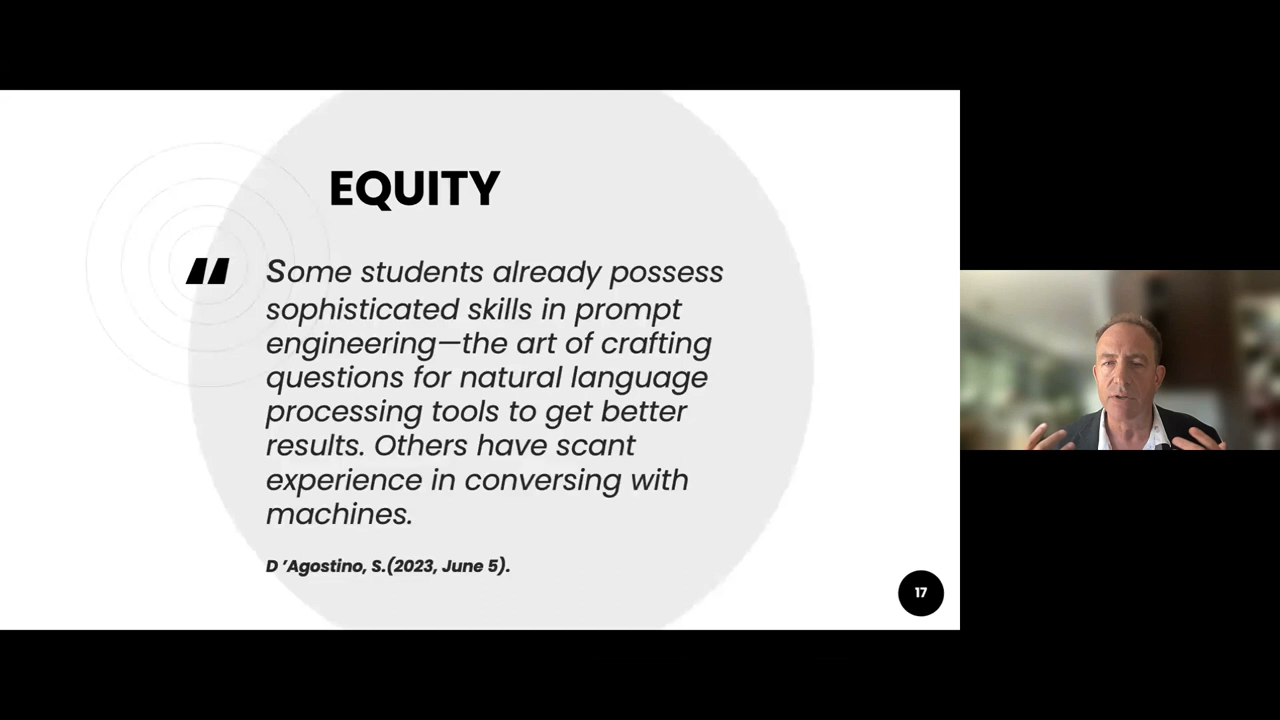 EQUITY
“
Some students already possess
sophisticated skills in prompt
engineering—the art of crafting
questions for natural language
processing tools to get better
results. Others have scant
experience in conversing with
machines.
D ’Agostino, S.(2023, June 5).
17